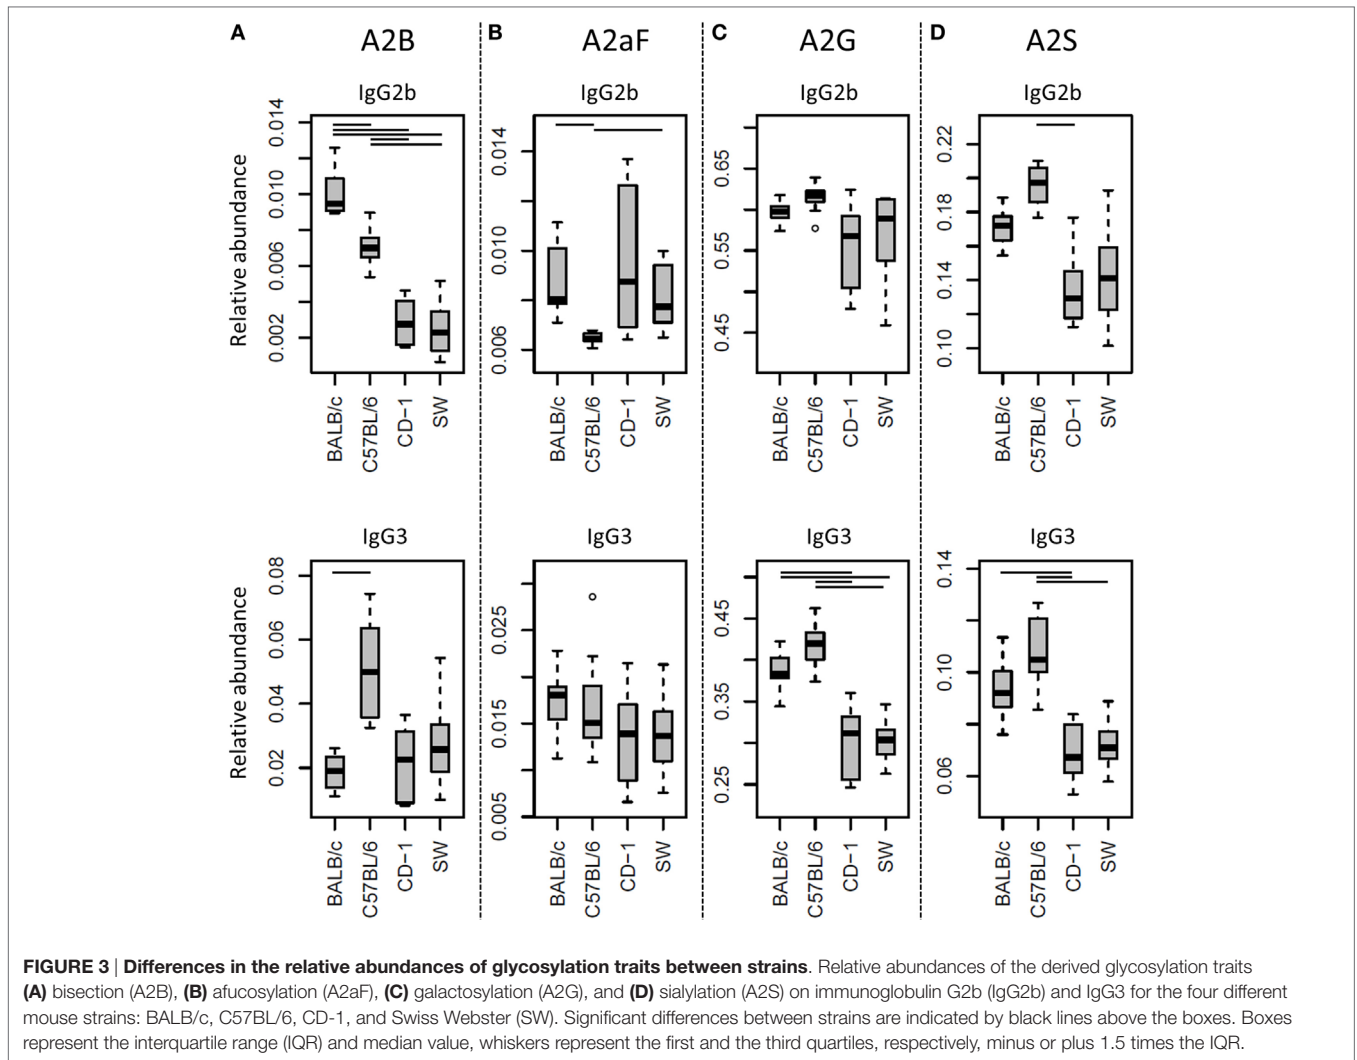 A A2B B A2aF C A2G D A2S
IgG2b IgG2b IgG2b IgG2b
Relative abundance
0.014
0.010
0.006
0.002
BALB/c
C57BL/6
CD−1
SW
0.014
0.010
0.006
BALB/c
C57BL/6
CD−1
SW
0.65
0.55
0.45
BALB/c
C57BL/6
CD−1
SW
0.22
0.18
0.14
0.10
BALB/c
C57BL/6
CD−1
SW
IgG3 IgG3 IgG3 IgG3
Relative abundance
0.08
0.06
0.04
0.02
BALB/c
C57BL/6
CD−1
SW
0.025
0.015
0.005
BALB/c
C57BL/6
CD−1
SW
0.45
0.35
0.25
BALB/c
C57BL/6
CD−1
SW
0.14
0.10
0.06
BALB/c
C57BL/6
CD−1
SW
FIGURE 3 | Differences in the relative abundances of glycosylation traits between strains. Relative abundances of the derived glycosylation traits
(A) bisection (A2B), (B) afucosylation (A2aF), (C) galactosylation (A2G), and (D) sialylation (A2S) on immunoglobulin G2b (IgG2b) and IgG3 for the four different
mouse strains: BALB/c, C57BL/6, CD-1, and Swiss Webster (SW). Significant differences between strains are indicated by black lines above the boxes. Boxes
represent the interquartile range (IQR) and median value, whiskers represent the first and the third quartiles, respectively, minus or plus 1.5 times the IQR.